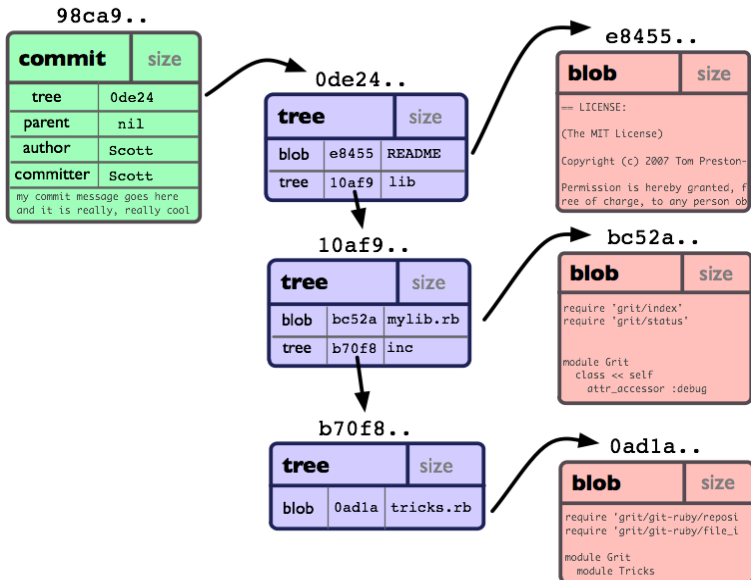 98ca9..
commit size
tree 0de24
parent nil
author Scott
committer Scott
my commit message goes here
and it is really, really cool
0de24..
tree size
blob e8455 README
tree 10af9 lib
e8455..
blob size
== LICENSE:
(The MIT License)
Copyright (c) 2007 Tom Preston-
Permission is hereby granted, f
ree of charge, to any person ob
10af9..
tree size
blob bc52a mylib.rb
tree b70f8 inc
bc52a..
blob size
require 'grit/index'
require 'grit/status'
module Grit
class << self
attr_accessor :debug
b70f8..
tree size
blob 0ad1a tricks.rb
0ad1a..
blob size
require 'grit/git-ruby/reposi
require 'grit/git-ruby/file_i
module Grit
module Tricks